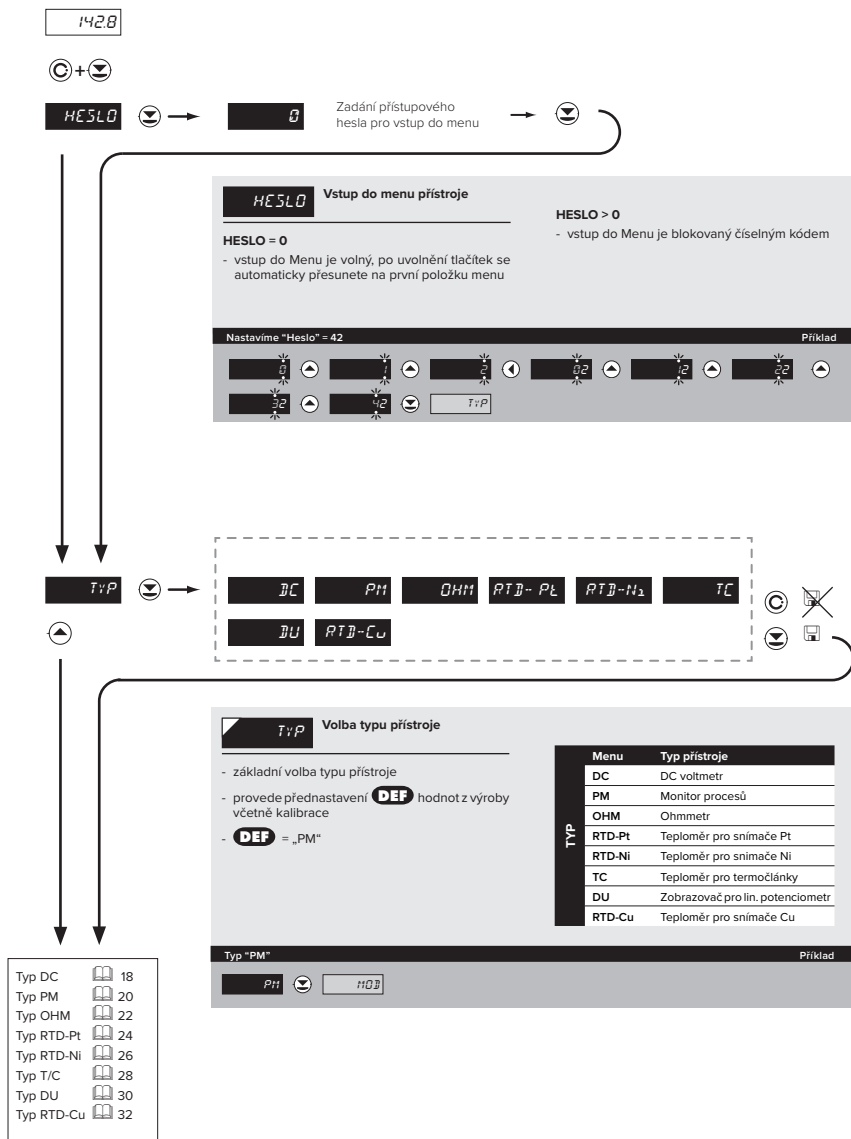 142.8
C +
HESLO
0
Zadání přístupového
hesla pro vstup do menu
HESLO
Vstup do menu přístroje
HESLO = 0
- vstup do Menu je volný, po uvolnění tlačítek se
automaticky přesunete na první položku menu
HESLO > 0
- vstup do Menu je blokovaný číselným kódem
Nastavíme "Heslo" = 42 Příklad
0 1 2 02 12 22
32 42 TYP
TYP
DC PM OHM RTD-Pt RTD-Ni TC
C
DU RTD-Cu
TYP
Volba typu přístroje
- základní volba typu přístroje
- provede přednastavení DEF hodnot z výroby
včetně kalibrace
- DEF = „PM“
TYP
Menu Typ přístroje
DC DC voltmetr
PM Monitor procesů
OHM Ohmmetr
RTD-Pt Teploměr pro snímače Pt
RTD-Ni Teploměr pro snimače Ni
TC Teploměr pro termočlánky
DU Zobrazovač pro lin. potenciometr
RTD-Cu Teploměr pro snímače Cu
Typ "PM" Příklad
PM MOD
Typ DC 18
Typ PM 20
Typ OHM 22
Typ RTD-Pt 24
Typ RTD-Ni 26
Typ T/C 28
Typ DU 30
Typ RTD-Cu 32